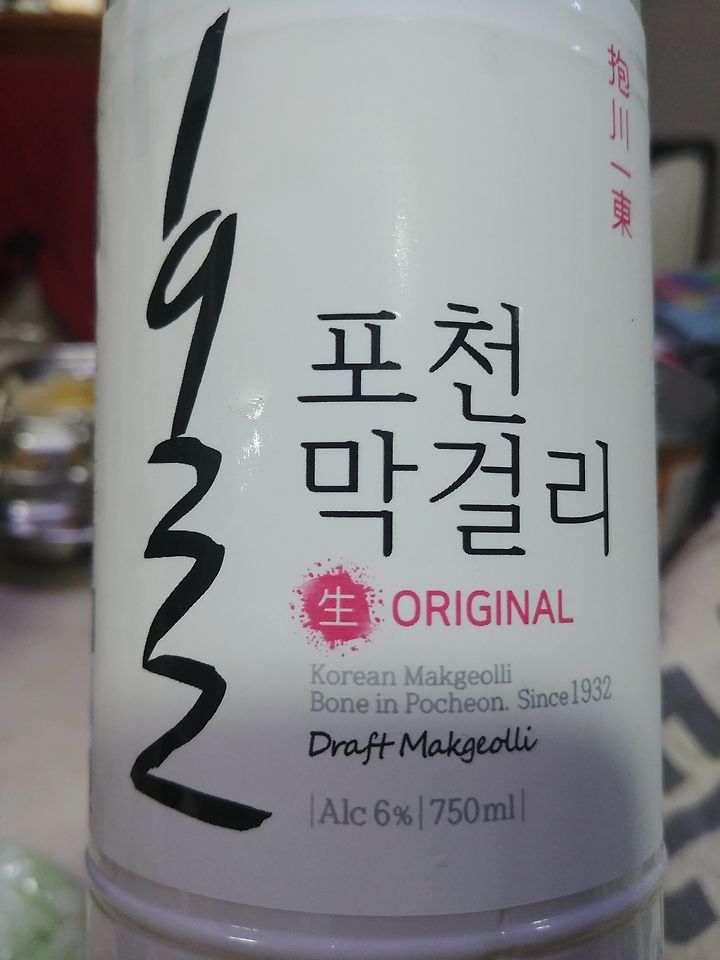 1932
抱川一東
포천
막걸리
生 ORIGINAL
Korean Makgeolli
Bone in Pocheon. Since 1932
Draft Makgeolli
|Alc 6%|750ml|